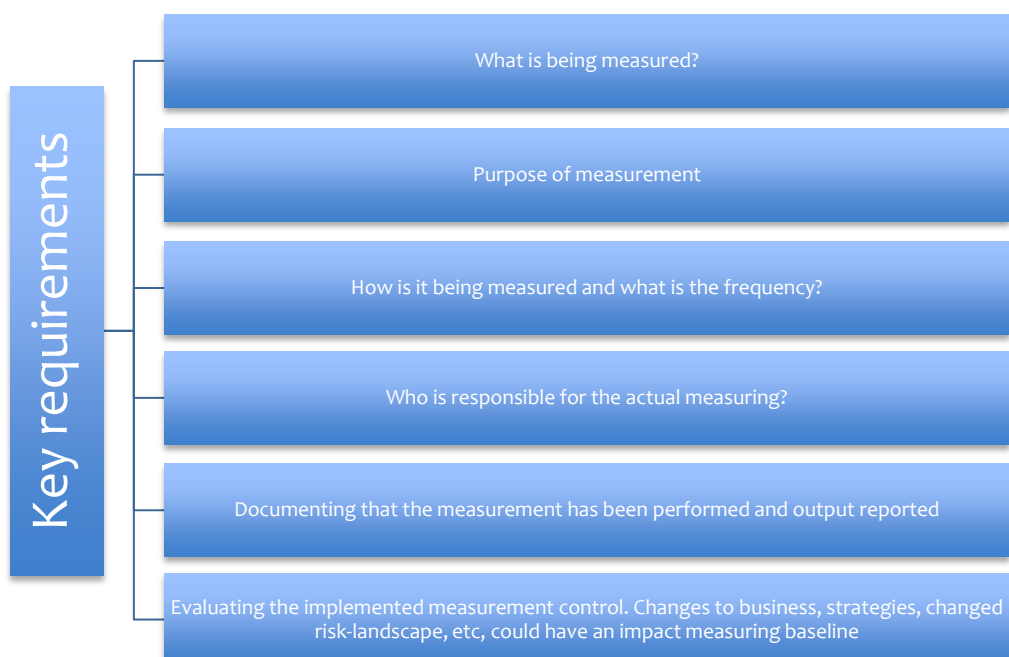 Key requirements
What is being measured?
Purpose of measurement
How is it being measured and what is the frequency?
Who is responsible for the actual measuring?
Documenting that the measurement has been performed and output reported
Evaluating the implemented measurement control. Changes to business, strategies, changed
risk-landscape, etc, could have an impact measuring baseline